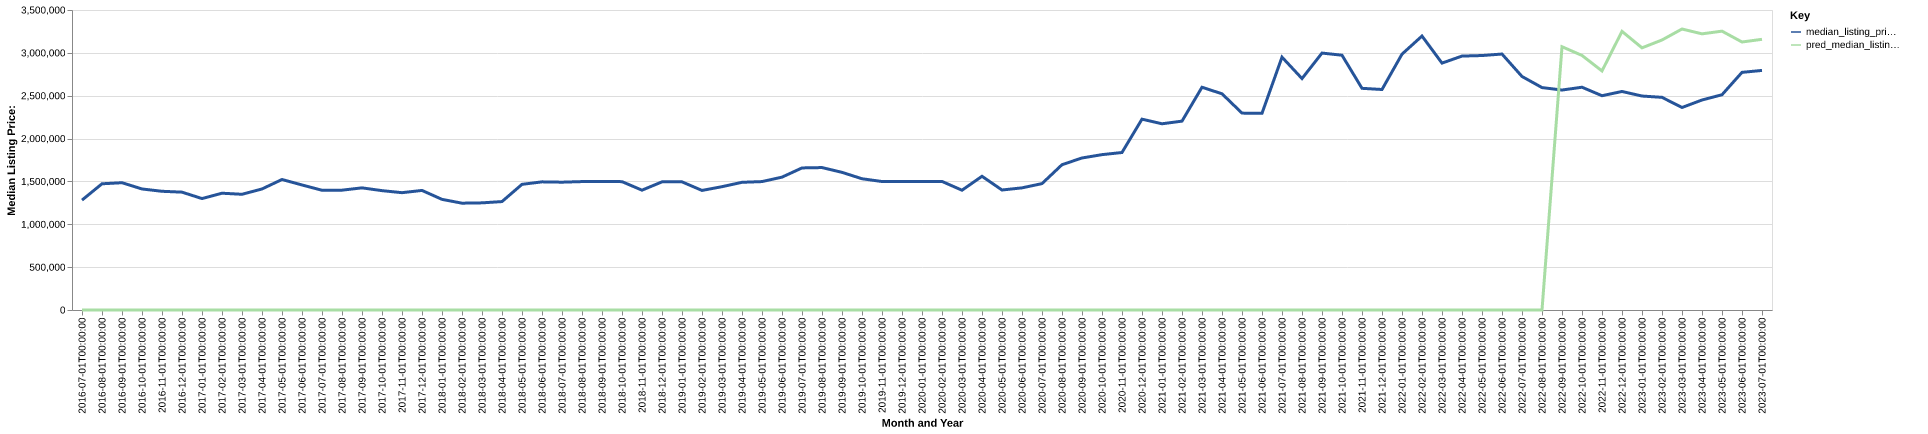 3,500,000
3,000,000
2,500,000
2,000,000
1,500,000
1,000,000
500,000
0
Median Listing Price:
2016-07-01T00:00:00
2016-08-01T00:00:00
2016-09-01T00:00:00
2016-10-01T00:00:00
2016-11-01T00:00:00
2016-12-01T00:00:00
2017-01-01T00:00:00
2017-02-01T00:00:00
2017-03-01T00:00:00
2017-04-01T00:00:00
2017-05-01T00:00:00
2017-06-01T00:00:00
2017-07-01T00:00:00
2017-08-01T00:00:00
2017-09-01T00:00:00
2017-10-01T00:00:00
2017-11-01T00:00:00
2017-12-01T00:00:00
2018-01-01T00:00:00
2018-02-01T00:00:00
2018-03-01T00:00:00
2018-04-01T00:00:00
2018-05-01T00:00:00
2018-06-01T00:00:00
2018-07-01T00:00:00
2018-08-01T00:00:00
2018-09-01T00:00:00
2018-10-01T00:00:00
2018-11-01T00:00:00
2018-12-01T00:00:00
2019-01-01T00:00:00
2019-02-01T00:00:00
2019-03-01T00:00:00
2019-04-01T00:00:00
2019-05-01T00:00:00
2019-06-01T00:00:00
2019-07-01T00:00:00
2019-08-01T00:00:00
2019-09-01T00:00:00
2019-10-01T00:00:00
2019-11-01T00:00:00
2019-12-01T00:00:00
2020-01-01T00:00:00
2020-02-01T00:00:00
2020-03-01T00:00:00
2020-04-01T00:00:00
2020-05-01T00:00:00
2020-06-01T00:00:00
2020-07-01T00:00:00
2020-08-01T00:00:00
2020-09-01T00:00:00
2020-10-01T00:00:00
2020-11-01T00:00:00
2020-12-01T00:00:00
2021-01-01T00:00:00
2021-02-01T00:00:00
2021-03-01T00:00:00
2021-04-01T00:00:00
2021-05-01T00:00:00
2021-06-01T00:00:00
2021-07-01T00:00:00
2021-08-01T00:00:00
2021-09-01T00:00:00
2021-10-01T00:00:00
2021-11-01T00:00:00
2021-12-01T00:00:00
2022-01-01T00:00:00
2022-02-01T00:00:00
2022-03-01T00:00:00
2022-04-01T00:00:00
2022-05-01T00:00:00
2022-06-01T00:00:00
2022-07-01T00:00:00
2022-08-01T00:00:00
2022-09-01T00:00:00
2022-10-01T00:00:00
2022-11-01T00:00:00
2022-12-01T00:00:00
2023-01-01T00:00:00
2023-02-01T00:00:00
2023-03-01T00:00:00
2023-04-01T00:00:00
2023-05-01T00:00:00
2023-06-01T00:00:00
2023-07-01T00:00:00
Month and Year
Key
median_listing_pri…
pred_median_listin…